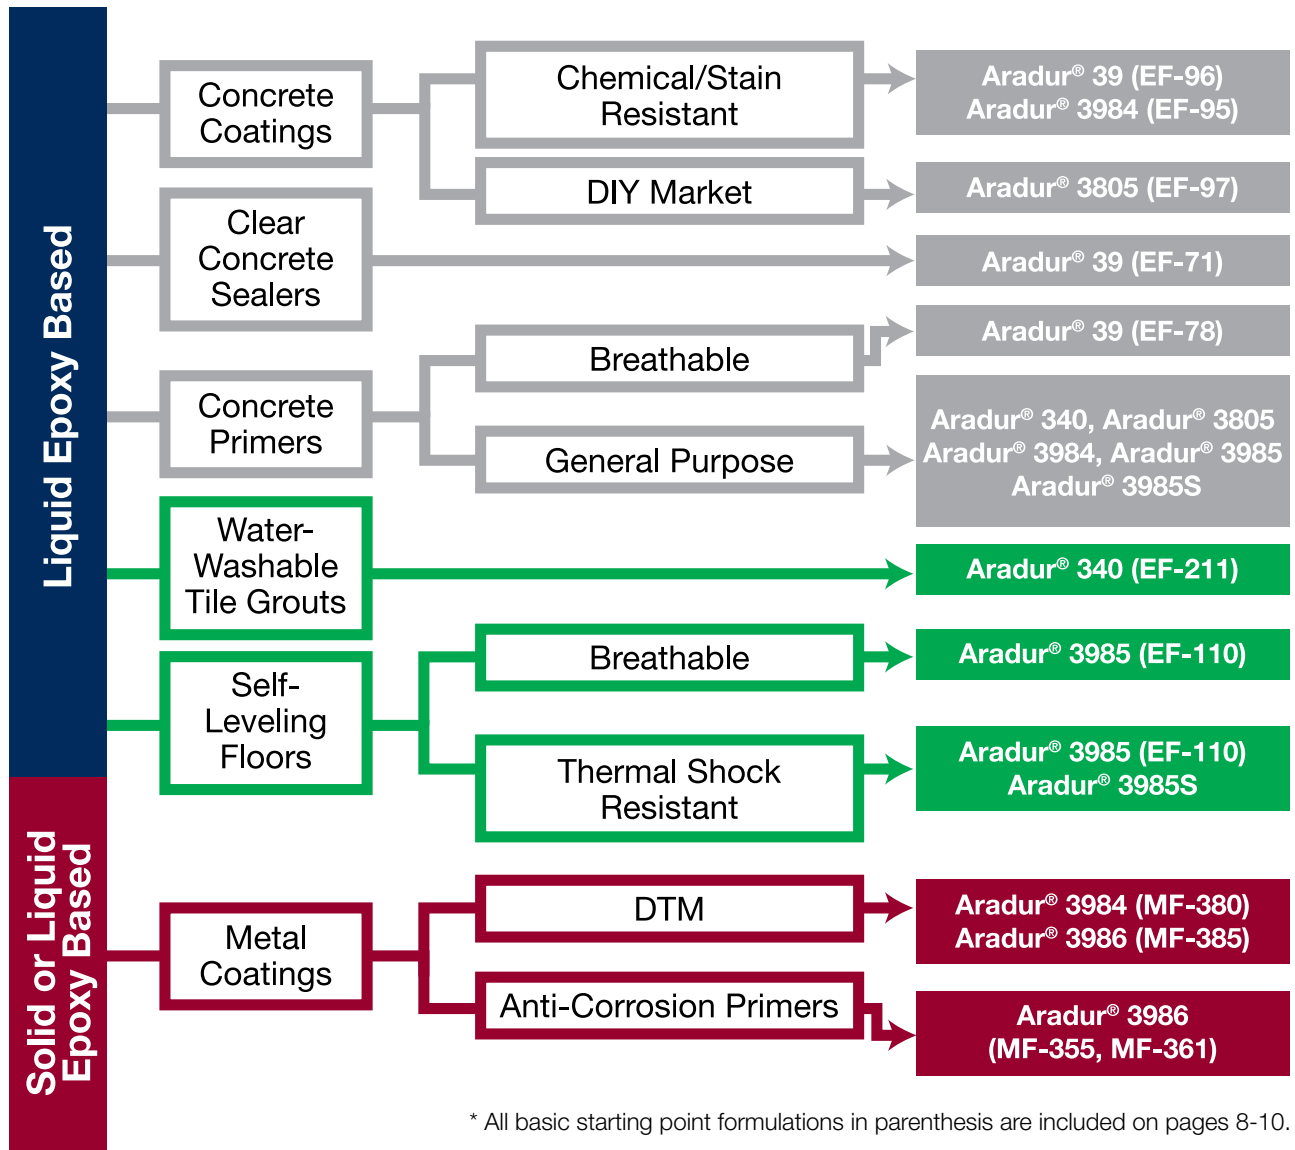 Liquid Epoxy Based
Concrete
Coatings
Chemical/Stain
Resistant
Aradur® 39 (EF-96)
Aradur® 3984 (EF-95)
DIY Market
Aradur® 3805 (EF-97)
Clear
Concrete
Sealers
Aradur® 39 (EF-71)
Concrete
Primers
Breathable
Aradur® 39 (EF-78)
General Purpose
Aradur® 340, Aradur® 3805
Aradur® 3984, Aradur® 3985
Aradur® 3985S
Water-
Washable
Tile Grouts
Aradur® 340 (EF-211)
Self-
Leveling
Floors
Breathable
Aradur® 3985 (EF-110)
Thermal Shock
Resistant
Aradur® 3985 (EF-110)
Aradur® 3985S
Solid or Liquid
Epoxy Based
Metal
Coatings
DTM
Aradur® 3984 (MF-380)
Aradur® 3986 (MF-385)
Anti-Corrosion Primers
Aradur® 3986
(MF-355, MF-361)
* All basic starting point formulations in parenthesis are included on pages 8-10.